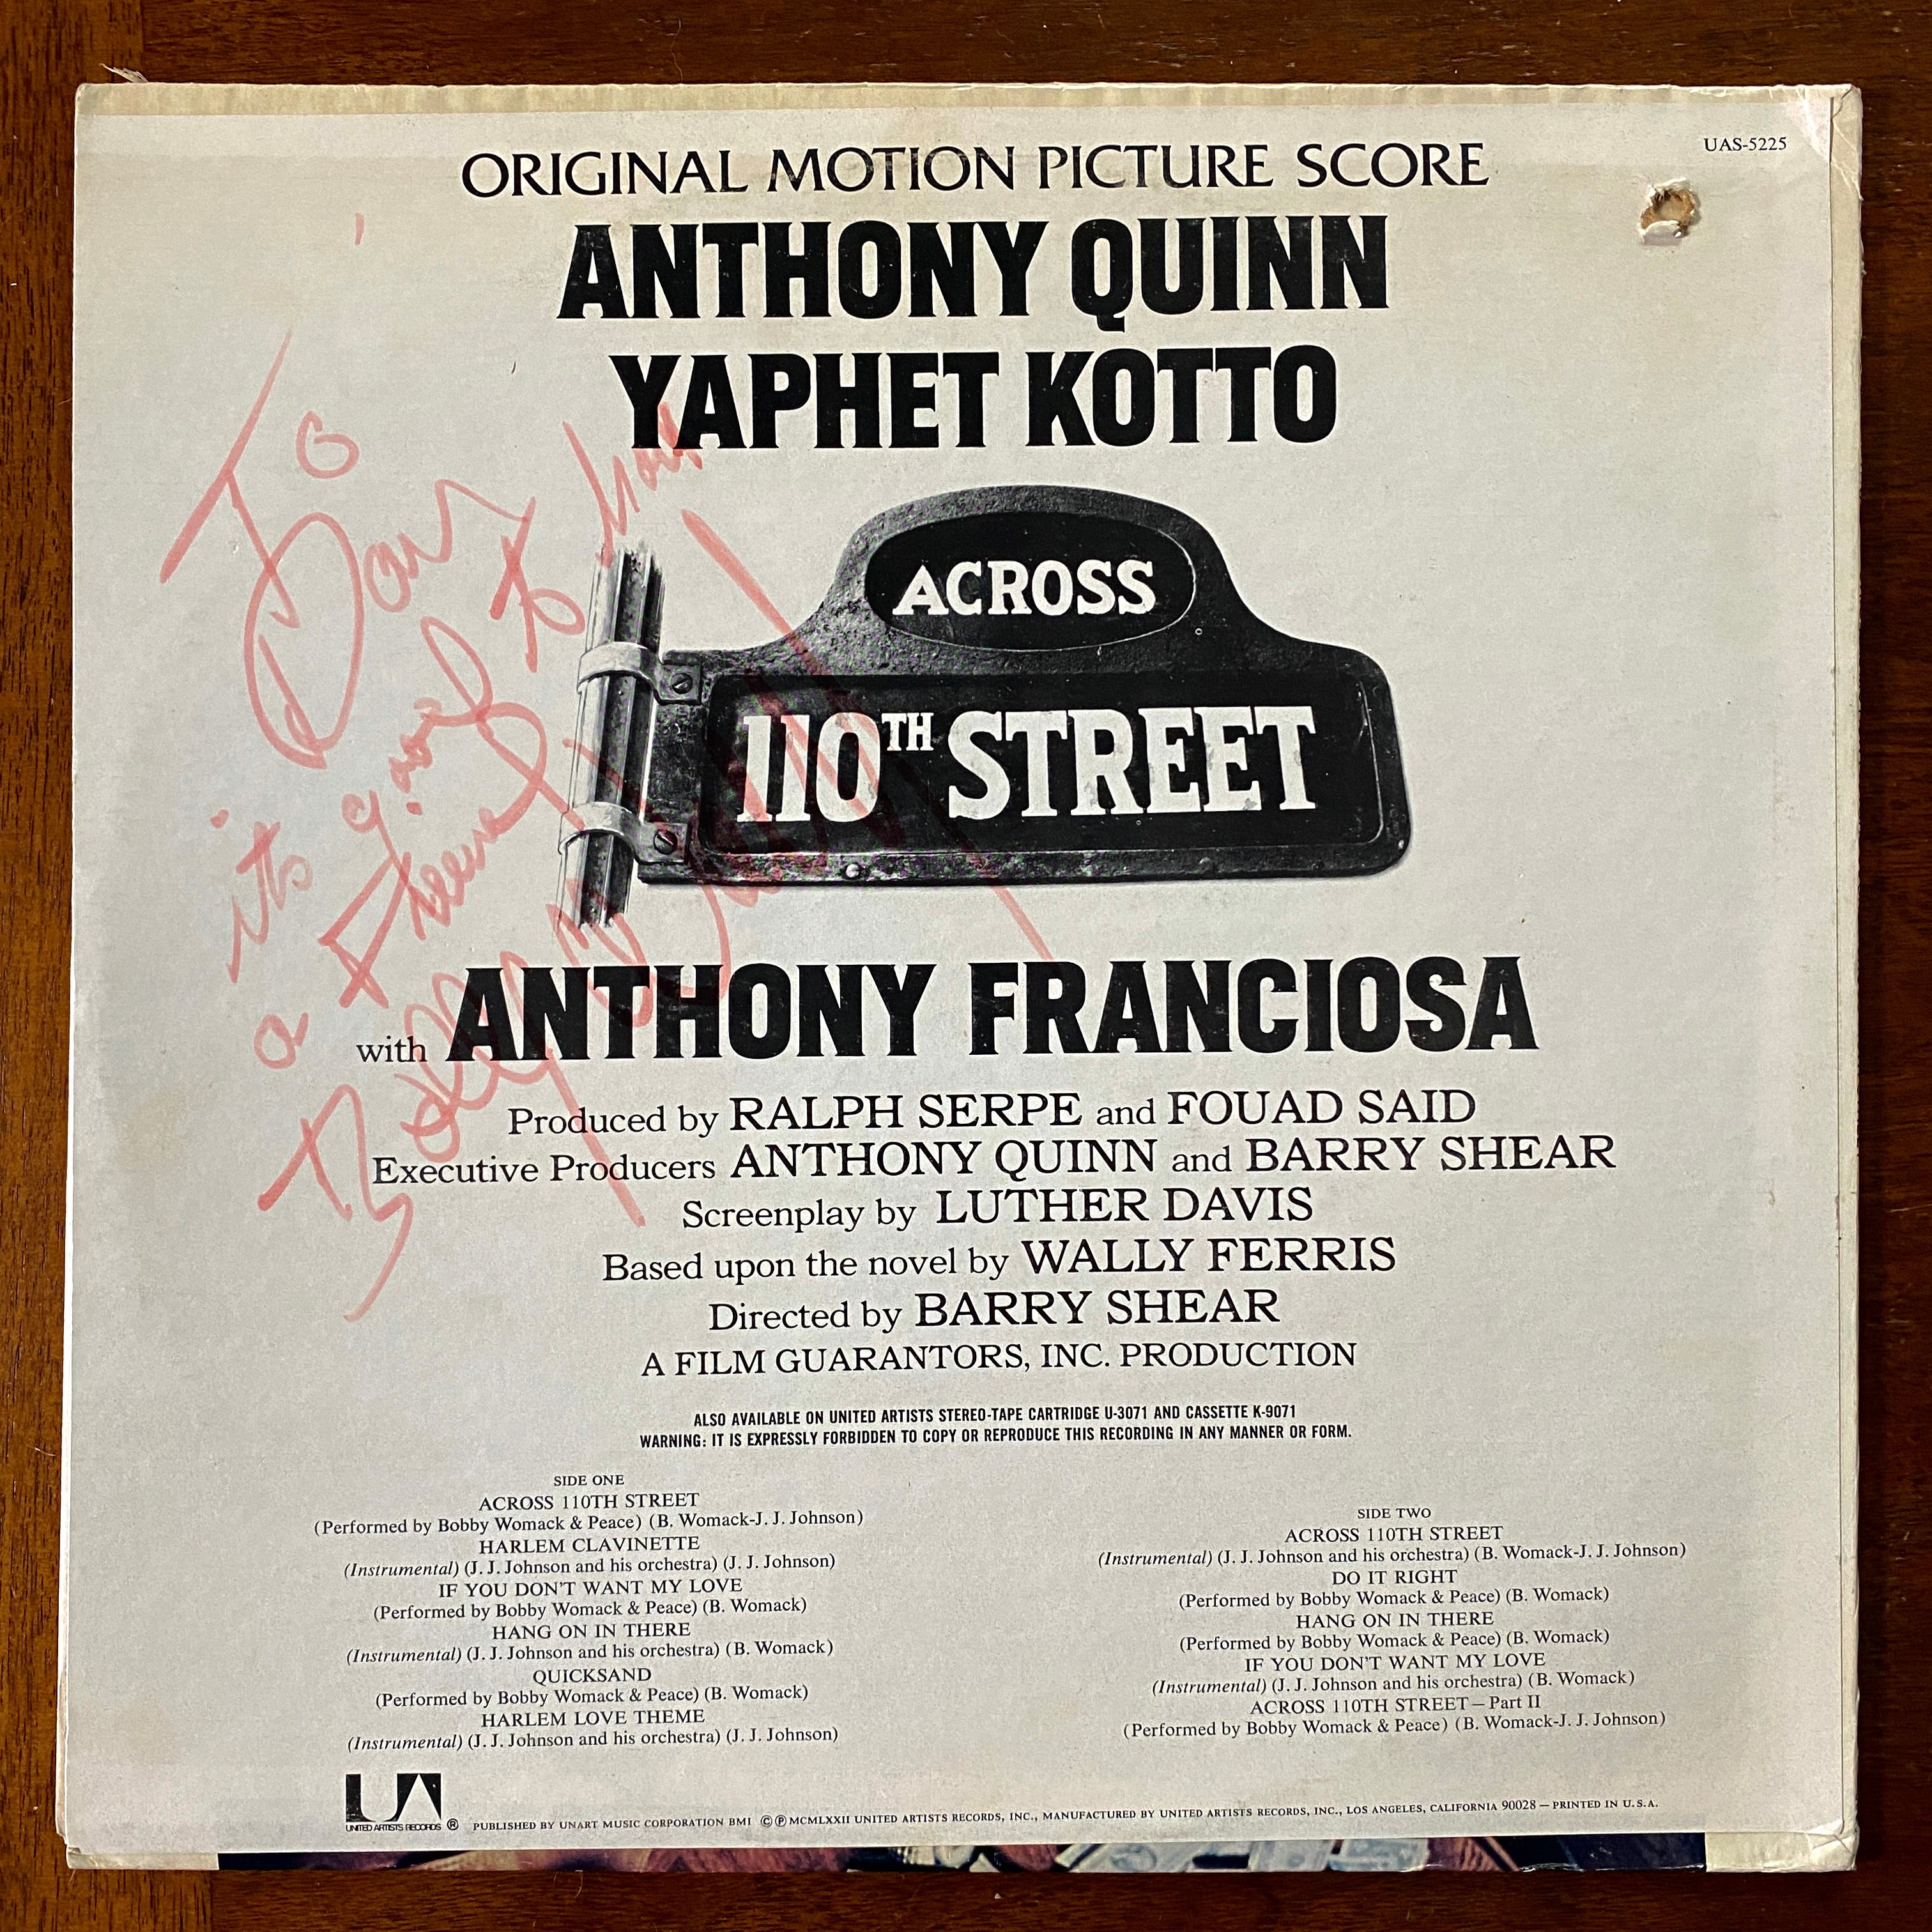 UAS-5225
ORIGINAL MOTION PICTURE SCORE
ANTHONY QUINN
YAPHET KOTTO
ACROSS
110TH STREET
with ANTHONY FRANCIOSA
Produced by RALPH SERPE and FOUAD SAID
Executive Producers ANTHONY QUINN and BARRY SHEAR
Screenplay by LUTHER DAVIS
Based upon the novel by WALLY FERRIS
Directed by BARRY SHEAR
A FILM GUARANTORS, INC. PRODUCTION
To
its good to have
a
Bobby Womack
ALSO AVAILABLE ON UNITED ARTISTS STEREO-TAPE CARTRIDGE U-3071 AND CASSETTE K-9071
WARNING: IT IS EXPRESSLY FORBIDDEN TO COPY OR REPRODUCE THIS RECORDING IN ANY MANNER OR FORM.
SIDE ONE
ACROSS 110TH STREET
(Performed by Bobby Womack & Peace) (B. Womack-J. J. Johnson)
HARLEM CLAVINETTE
(Instrumental) (J. J. Johnson and his orchestra) (J. J. Johnson)
IF YOU DON'T WANT MY LOVE
(Performed by Bobby Womack & Peace) (B. Womack)
HANG ON IN THERE
(Instrumental) (J. J. Johnson and his orchestra) (B. Womack)
QUICKSAND
(Performed by Bobby Womack & Peace) (B. Womack)
HARLEM LOVE THEME
(Instrumental) (J. J. Johnson and his orchestra) (J. J. Johnson)
SIDE TWO
ACROSS 110TH STREET
(Instrumental) (J. J. Johnson and his orchestra) (B. Womack-J. J. Johnson)
DO IT RIGHT
(Performed by Bobby Womack & Peace) (B. Womack)
HANG ON IN THERE
(Performed by Bobby Womack & Peace) (B. Womack)
IF YOU DON'T WANT MY LOVE
(Instrumental) (J. J. Johnson and his orchestra) (B. Womack)
ACROSS 110TH STREET — Part II
(Performed by Bobby Womack & Peace) (B. Womack-J. J. Johnson)
UA
UNITED ARTISTS RECORDS ® PUBLISHED BY UNART MUSIC CORPORATION BMI ©℗MCMLXXII UNITED ARTISTS RECORDS, INC., MANUFACTURED BY UNITED ARTISTS RECORDS, INC., LOS ANGELES, CALIFORNIA 90028 — PRINTED IN U.S.A.